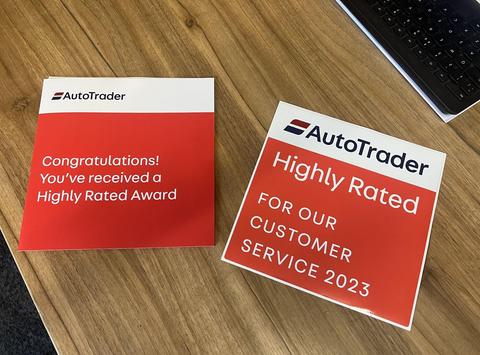 AutoTrader
Congratulations!
You've received a
Highly Rated Award
AutoTrader
Highly Rated
FOR OUR
CUSTOMER
SERVICE 2023